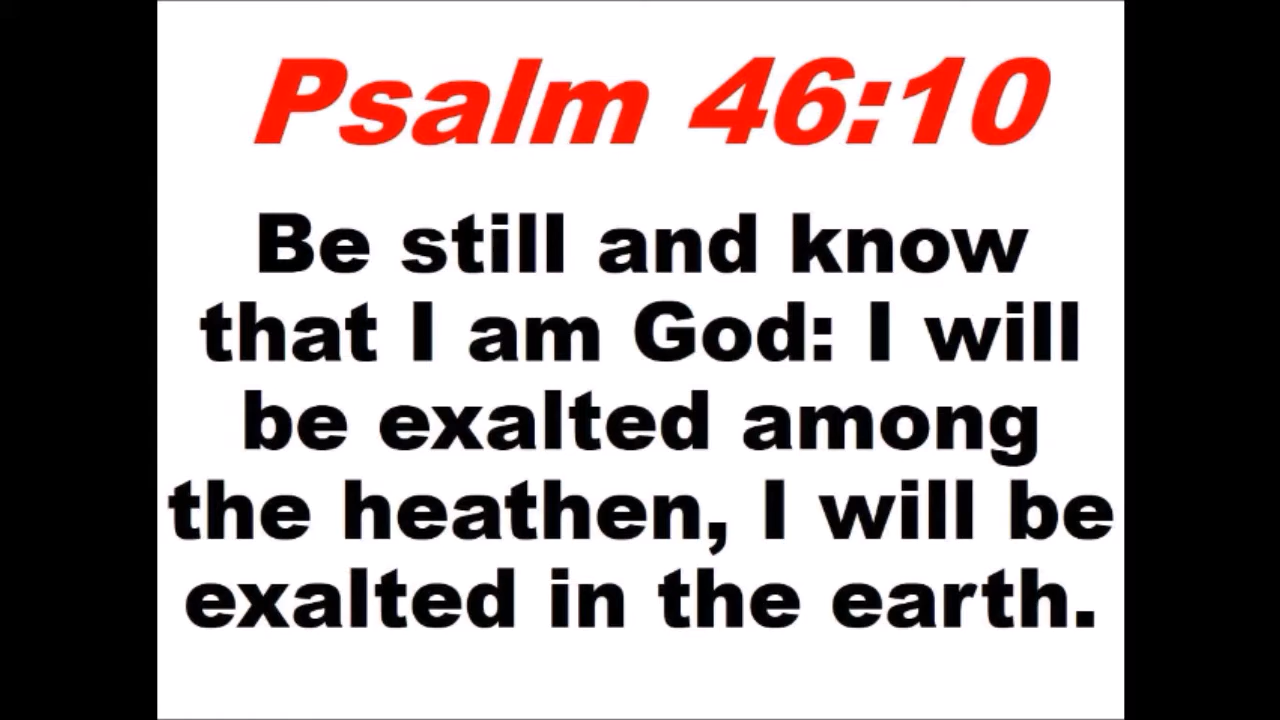 Psalm 46:10
Be still and know
that I am God: I will
be exalted among
the heathen, I will be
exalted in the earth.